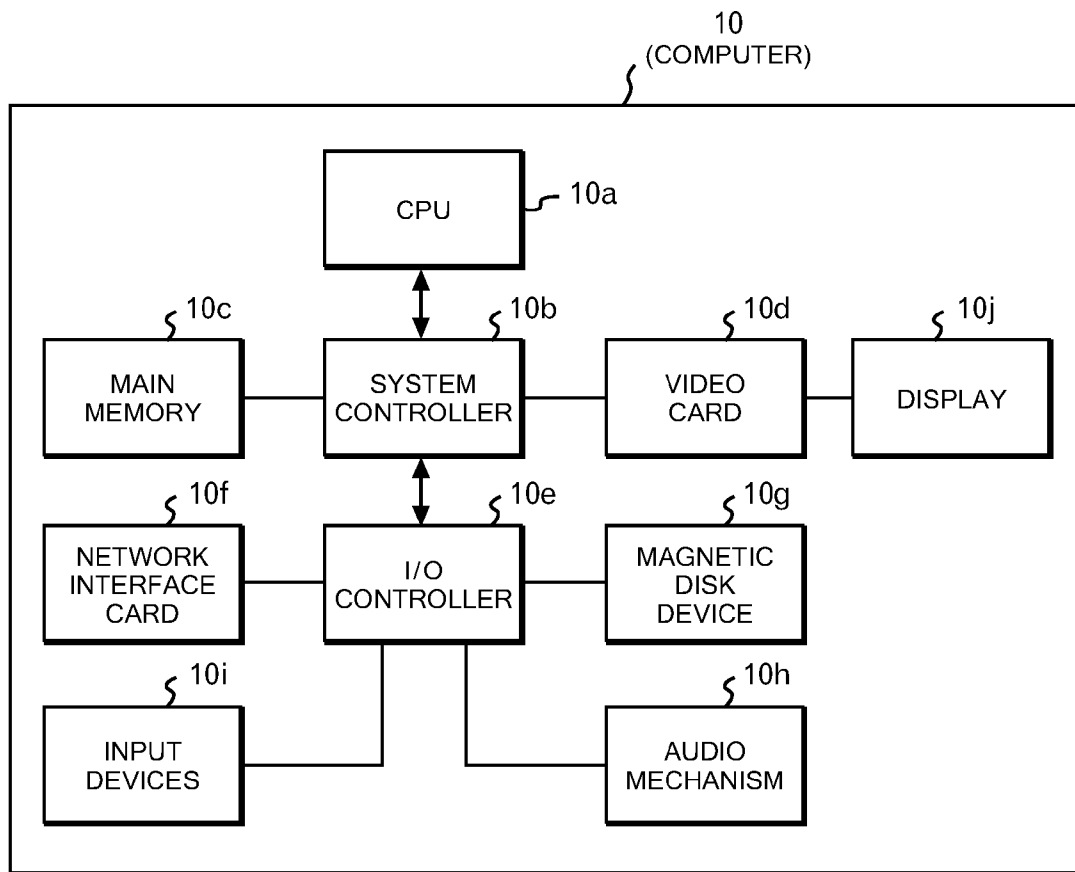 10
(COMPUTER)
CPU
10a
10c
10b
10d
10j
MAIN
MEMORY
SYSTEM
CONTROLLER
VIDEO
CARD
DISPLAY
10f
10e
10g
NETWORK
INTERFACE
CARD
I/O
CONTROLLER
MAGNETIC
DISK
DEVICE
10i
10h
INPUT
DEVICES
AUDIO
MECHANISM